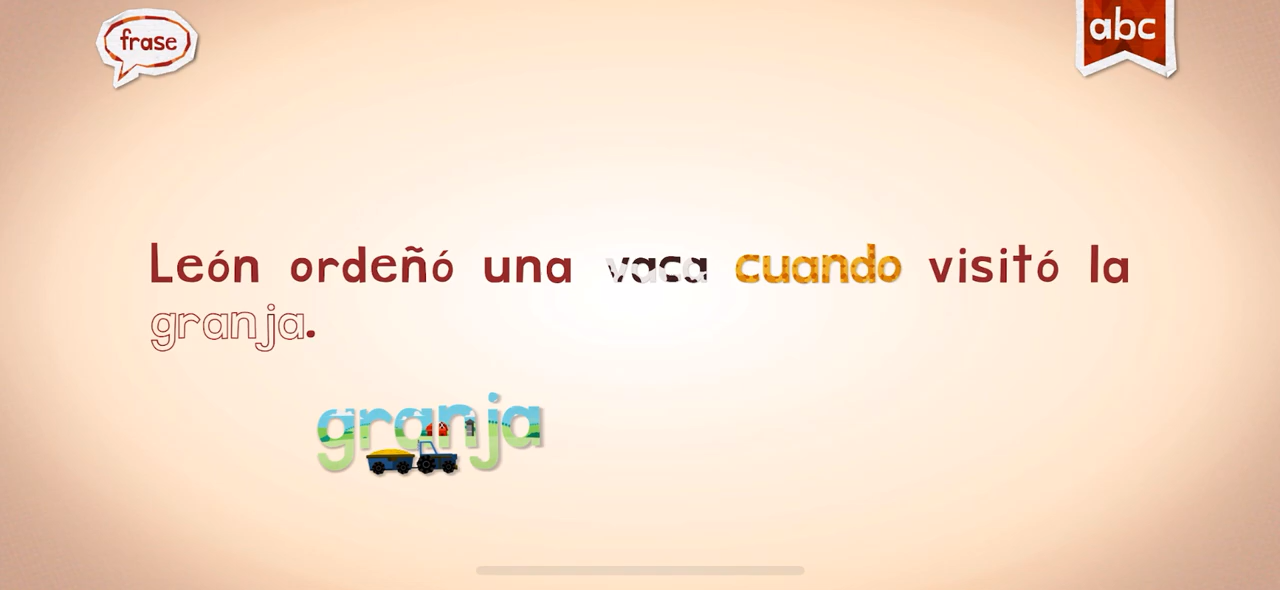 frase
abc
León ordeñó una vaca cuando visitó la
granja.
granja